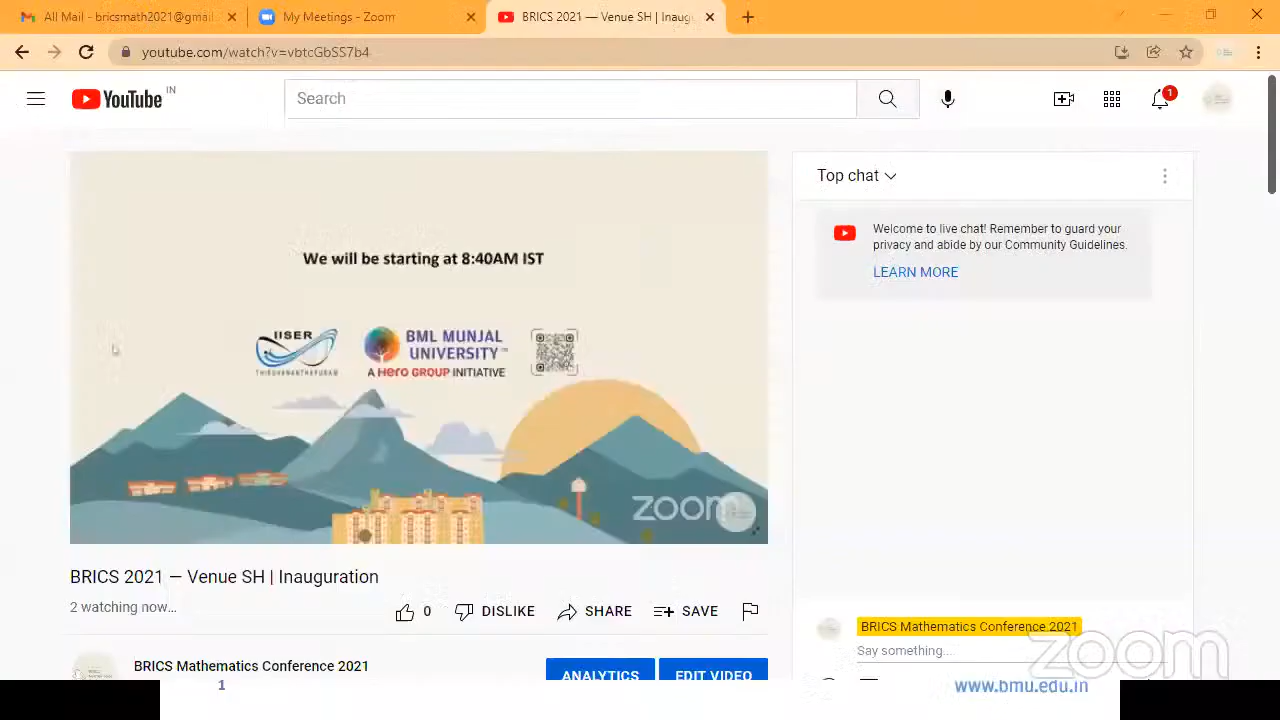 All Mail - bricsmath2021@gmail
My Meetings - Zoom
BRICS 2021 — Venue SH | Inaugu
youtube.com/watch?v=vbtcGbSS7b4
YouTube IN
Search
1
We will be starting at 8:40AM IST
IISER
THIRUVANANTHAPURAM
BML MUNJAL
UNIVERSITY™
A Hero GROUP INITIATIVE
zoom
BRICS 2021 — Venue SH | Inauguration
2 watching now...
0
DISLIKE
SHARE
SAVE
BRICS Mathematics Conference 2021
ANALYTICS
EDIT VIDEO
Top chat
Welcome to live chat! Remember to guard your
privacy and abide by our Community Guidelines.
LEARN MORE
BRICS Mathematics Conference 2021
Say something...
zoom
1
www.bmu.edu.in